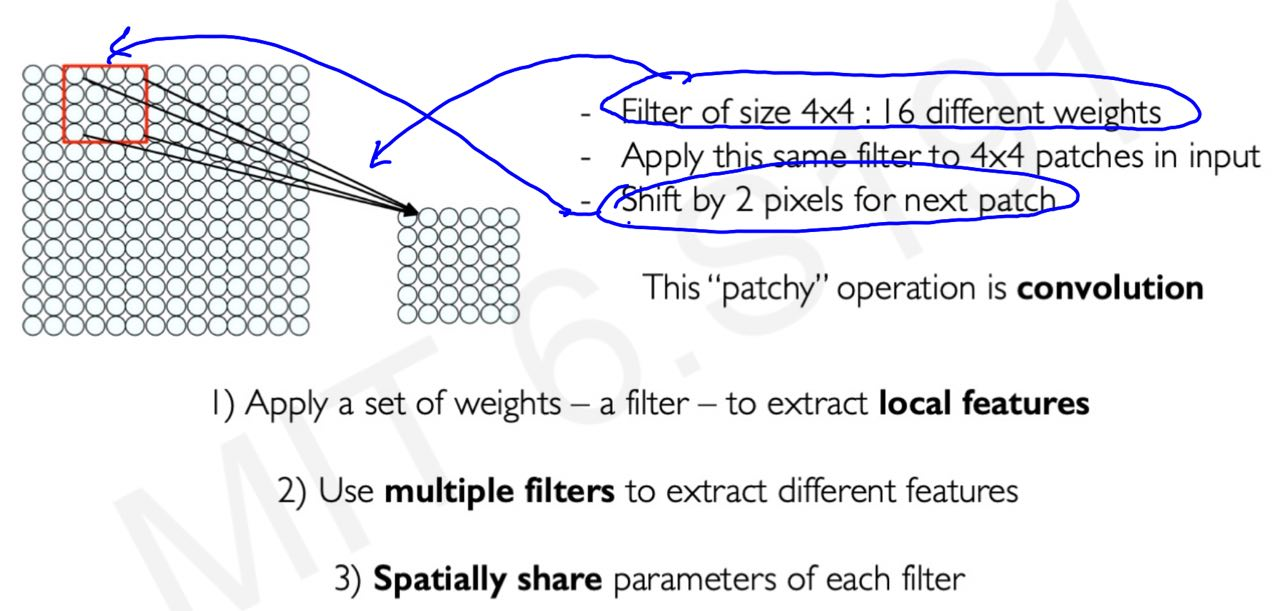 - Filter of size 4x4 : 16 different weights
- Apply this same filter to 4x4 patches in input
- Shift by 2 pixels for next patch
This “patchy” operation is convolution
1) Apply a set of weights – a filter – to extract local features
2) Use multiple filters to extract different features
3) Spatially share parameters of each filter
MIT 6.S191